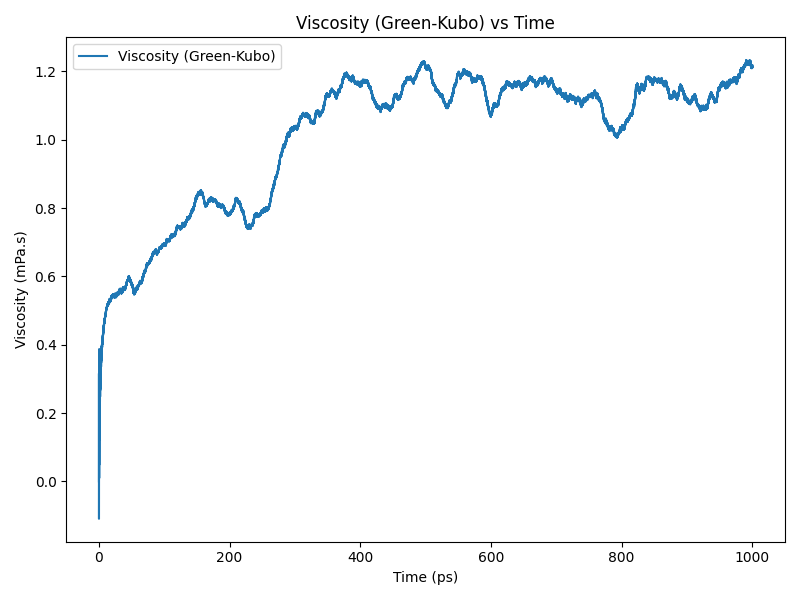 Viscosity (Green-Kubo) vs Time
Viscosity (Green-Kubo)
Viscosity (mPa.s)
1.2
1.0
0.8
0.6
0.4
0.2
0.0
0 200 400 600 800 1000
Time (ps)